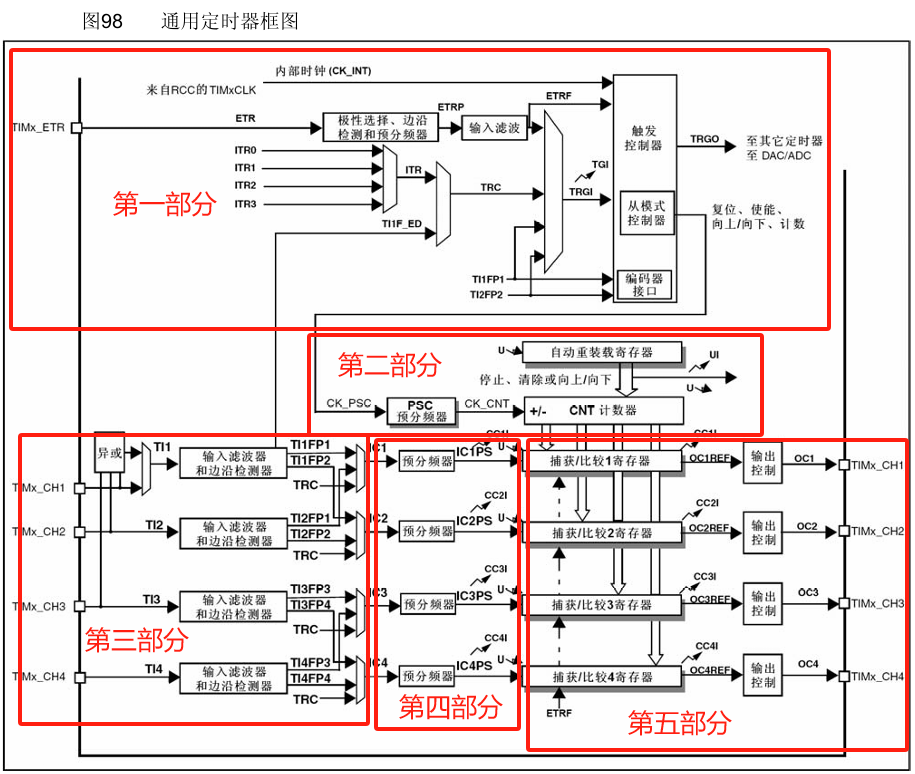 图98 通用定时器框图
内部时钟 (CK_INT)
来自RCC的TIMxCLK
ETRF
ETRP
ETR
TIMx_ETR
极性选择、边沿
检测和预分频器
输入滤波
触发
控制器
TRGO
至其它定时器
至 DAC/ADC
ITR0
ITR1
ITR2
ITR3
ITR
TRC
TI1F_ED
TGI
TRGI
从模式
控制器
复位、使能、
向上/向下、计数
第一部分
TI1FP1
TI2FP2
编码器
接口
第二部分
U
自动重装载寄存器
UI
停止、清除或向上/向下
U
CK_PSC
PSC
预分频器
CK_CNT
+/-
CNT 计数器
异或
TI1
TIMx_CH1
输入滤波器
和边沿检测器
TI1FP1
TI1FP2
TRC
IC1
预分频器
CC1I
IC1PS
U
捕获/比较1寄存器
CC1I
OC1REF
输出
控制
OC1
TIMx_CH1
TIMx_CH2
TI2
输入滤波器
和边沿检测器
TI2FP1
TI2FP2
TRC
IC2
预分频器
CC2I
IC2PS
U
捕获/比较2寄存器
CC2I
OC2REF
输出
控制
OC2
TIMx_CH2
TIMx_CH3
TI3
输入滤波器
和边沿检测器
TI3FP3
TI3FP4
TRC
IC3
预分频器
CC3I
IC3PS
U
捕获/比较3寄存器
CC3I
OC3REF
输出
控制
OC3
TIMx_CH3
第三部分
TIMx_CH4
TI4
输入滤波器
和边沿检测器
TI4FP3
TI4FP4
TRC
IC4
预分频器
CC4I
IC4PS
U
捕获/比较4寄存器
CC4I
OC4REF
输出
控制
OC4
TIMx_CH4
第四部分
ETRF
第五部分